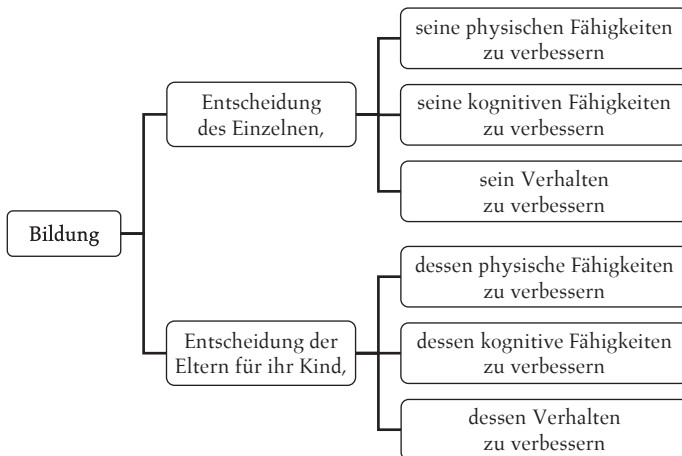 Bildung
Entscheidung
des Einzelnen,
seine physischen Fähigkeiten
zu verbessern
seine kognitiven Fähigkeiten
zu verbessern
sein Verhalten
zu verbessern
Entscheidung der
Eltern für ihr Kind,
dessen physische Fähigkeiten
zu verbessern
dessen kognitive Fähigkeiten
zu verbessern
dessen Verhalten
zu verbessern